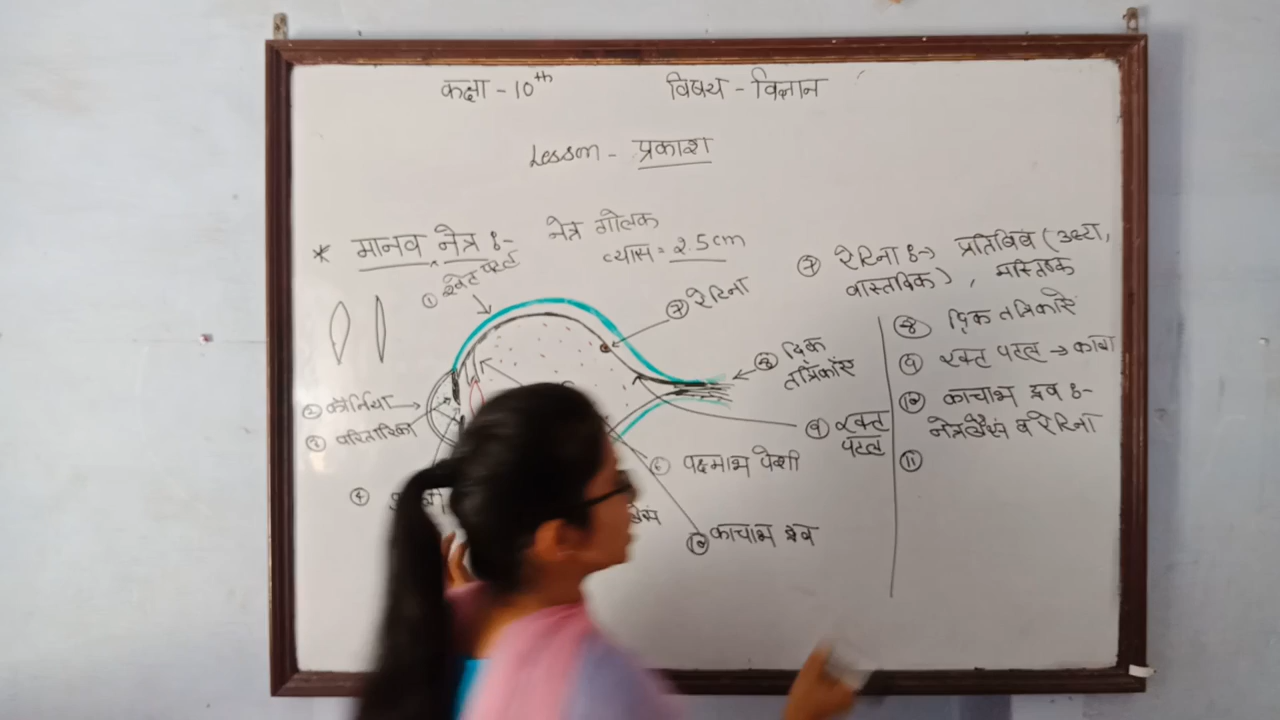 कक्षा - 10th विषय - विज्ञान
Lesson - प्रकाश
* मानव नेत्र :- नेत्र गोलक
व्यास = 2.5cm
① श्वेत पटल
⑦ रेटिना
② कॉर्निया
③ परितारिका
④
⑧ दिक
तंत्रिकाएँ
⑨ रक्त
पटल
⑥ पक्ष्माभ पेशी
⑩ काचाभ द्रव
⑦ रेटिना :→ प्रतिबिंब (उल्टा,
वास्तविक), मस्तिष्क
⑧ दिक तंत्रिकाएँ
⑨ रक्त पटल → काला
⑩ काचाभ द्रव :-
नेत्रलैंस व रेटिना
⑪